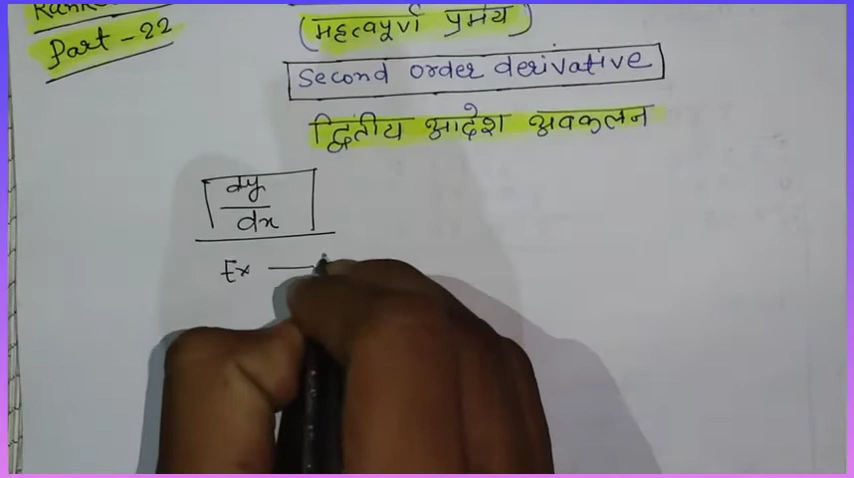 Part - 22
(महत्वपूर्ण प्रमेय)
Second order derivative
द्वितीय आदेश अवकलन
dy
dx
Ex —